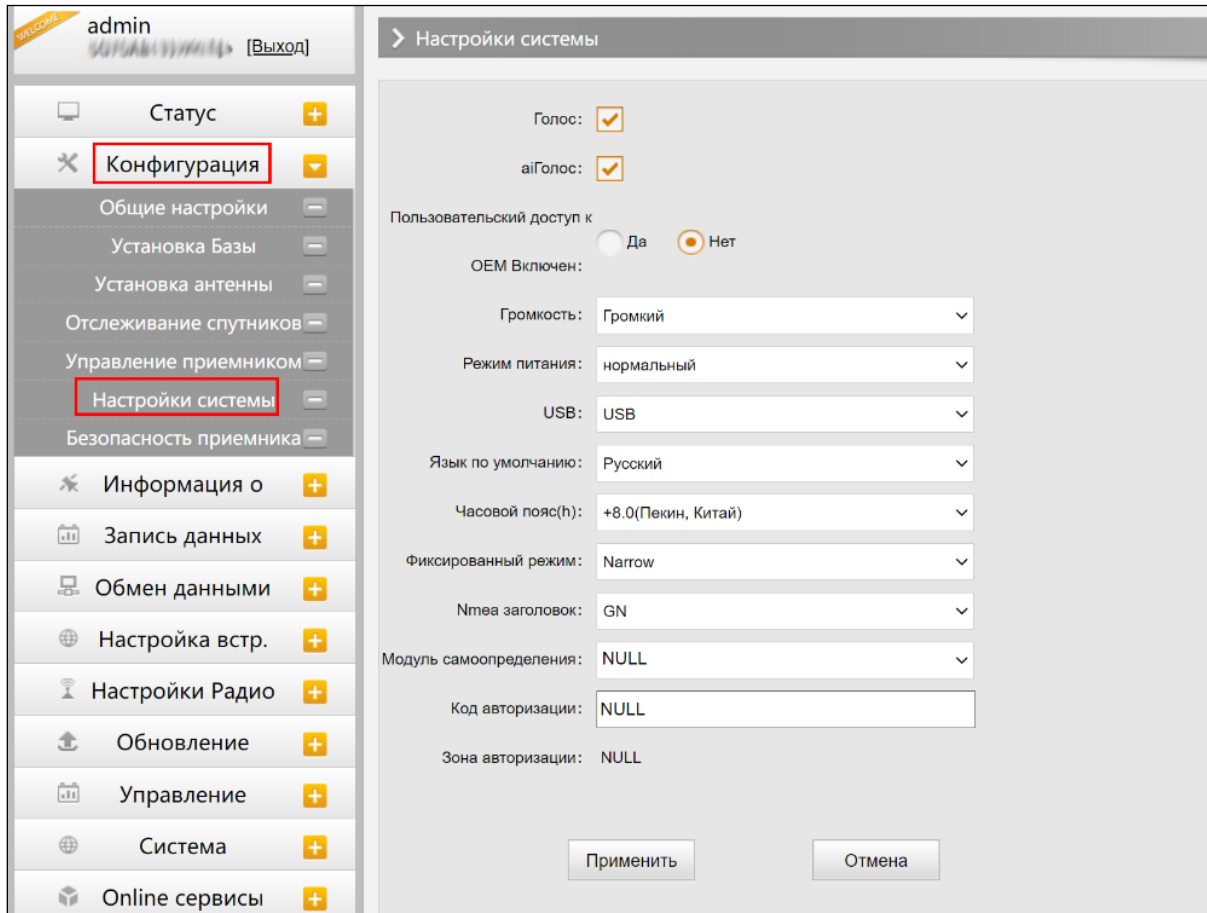 WELCOME
admin
[Выход]
Статус
Конфигурация
Общие настройки
Установка Базы
Установка антенны
Отслеживание спутников
Управление приемником
Настройки системы
Безопасность приемника
Информация о
Запись данных
Обмен данными
Настройка встр.
Настройки Радио
Обновление
Управление
Система
Online сервисы
Настройки системы
Голос:
aiГолос:
Пользовательский доступ к
Да Нет
OEM Включен:
Громкость: Громкий
Режим питания: нормальный
USB: USB
Язык по умолчанию: Русский
Часовой пояс(h): +8.0(Пекин, Китай)
Фиксированный режим: Narrow
Nmea заголовок: GN
Модуль самоопределения: NULL
Код авторизации: NULL
Зона авторизации: NULL
Применить Отмена